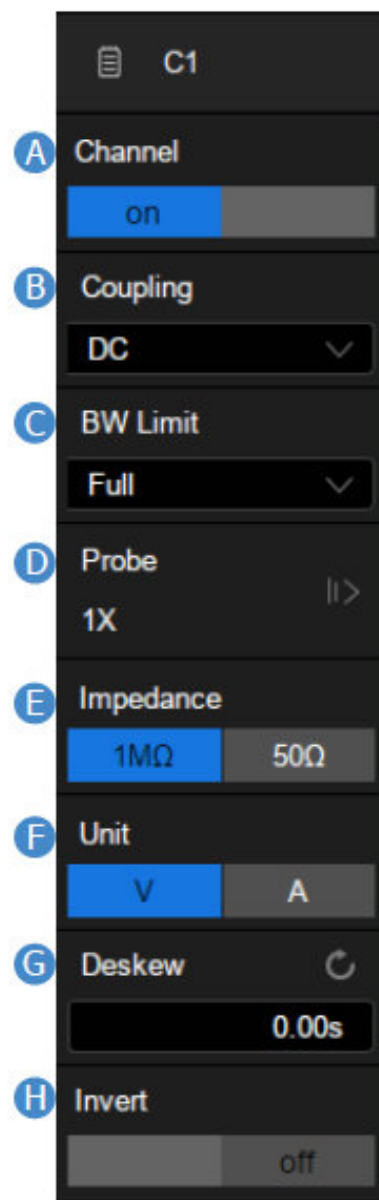 C1
A Channel
on
B Coupling
DC
C BW Limit
Full
D Probe
1X
E Impedance
1MΩ 50Ω
F Unit
V A
G Deskew
0.00s
H Invert
off